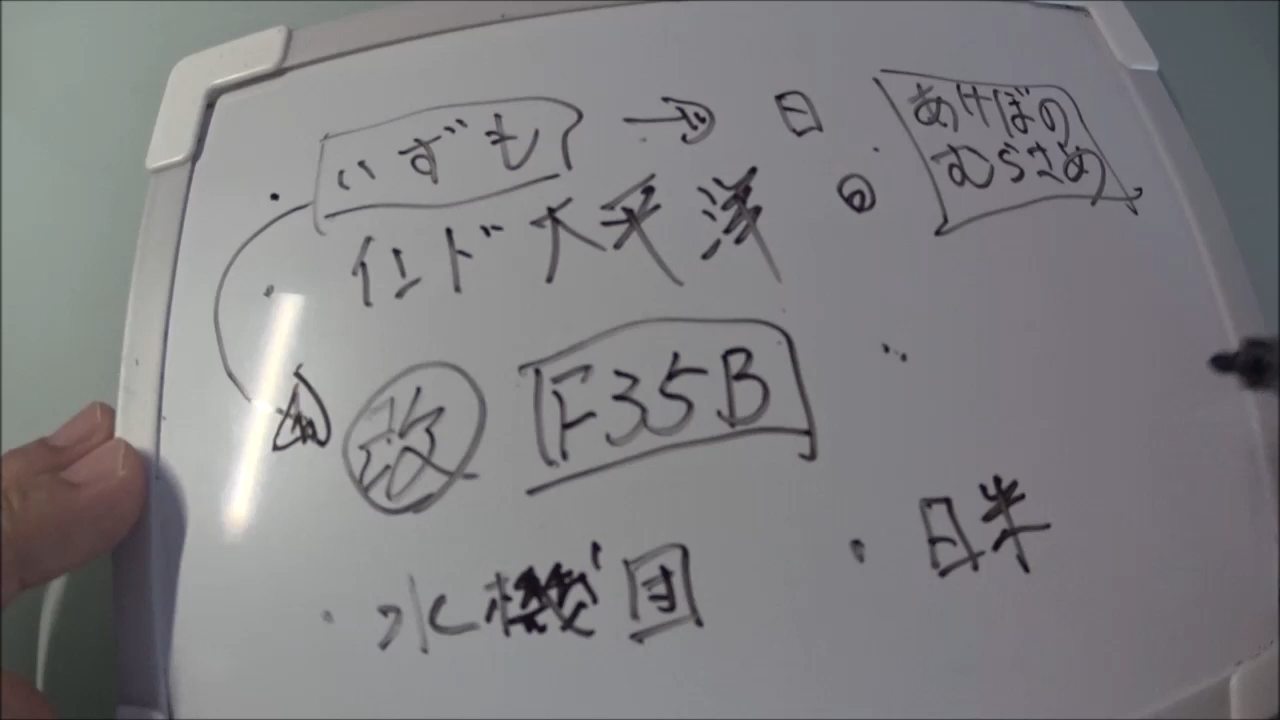 いずも → 日
あけぼの
むらさめ
インド大平洋
改 F35B
日米
水機団